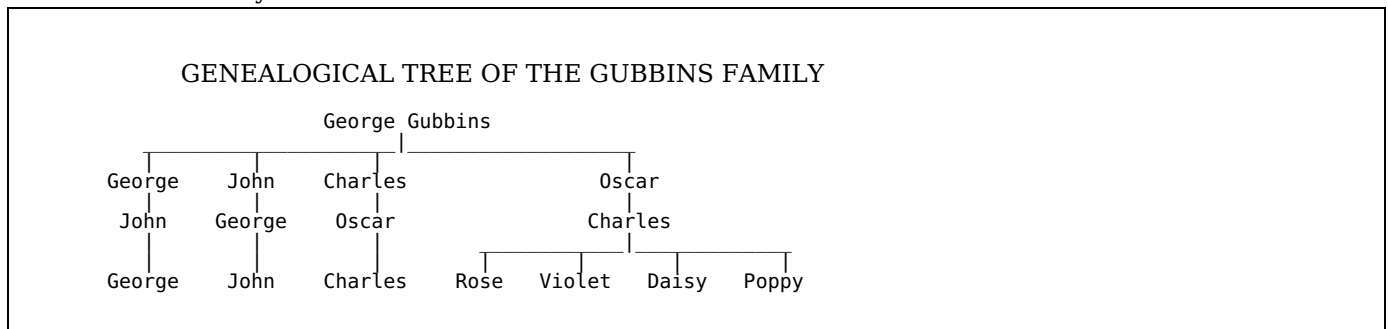 GENEALOGICAL TREE OF THE GUBBINS FAMILY
George Gubbins
George John Charles Oscar
John George Oscar Charles
George John Charles Rose Violet Daisy Poppy